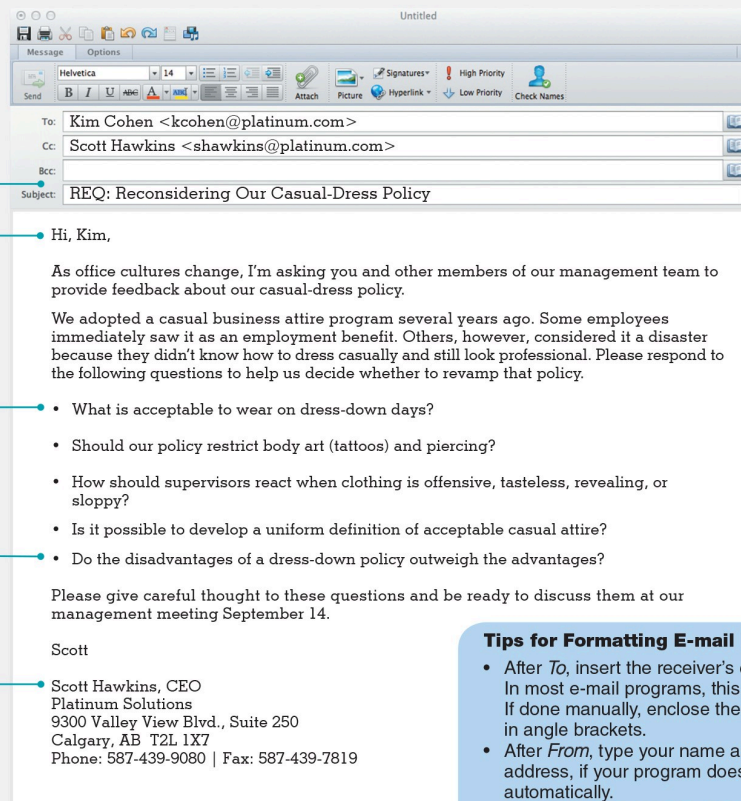 Untitled
Message Options
Helvetica 14
Send B I U ABC A ABC Attach Picture Signatures Hyperlink High Priority Low Priority Check Names
To: Kim Cohen <kcohen@platinum.com>
Cc: Scott Hawkins <shawkins@platinum.com>
Bcc:
Subject: REQ: Reconsidering Our Casual-Dress Policy
Hi, Kim,
As office cultures change, I'm asking you and other members of our management team to
provide feedback about our casual-dress policy.
We adopted a casual business attire program several years ago. Some employees
immediately saw it as an employment benefit. Others, however, considered it a disaster
because they didn't know how to dress casually and still look professional. Please respond to
the following questions to help us decide whether to revamp that policy.
• What is acceptable to wear on dress-down days?
• Should our policy restrict body art (tattoos) and piercing?
• How should supervisors react when clothing is offensive, tasteless, revealing, or
sloppy?
• Is it possible to develop a uniform definition of acceptable casual attire?
• Do the disadvantages of a dress-down policy outweigh the advantages?
Please give careful thought to these questions and be ready to discuss them at our
management meeting September 14.
Scott
Scott Hawkins, CEO
Platinum Solutions
9300 Valley View Blvd., Suite 250
Calgary, AB T2L 1X7
Phone: 587-439-9080 | Fax: 587-439-7819
Tips for Formatting E-mail
• After To, insert the receiver's
In most e-mail programs, this
If done manually, enclose the
in angle brackets.
• After From, type your name a
address, if your program does
automatically.